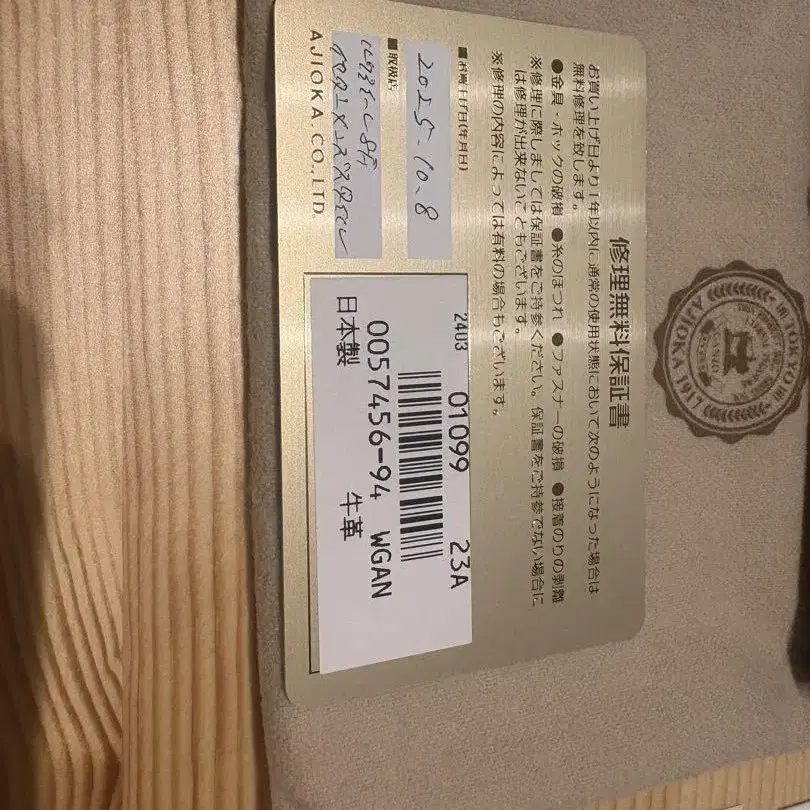 修理無料保証書
お買い上げ日より1年以内に通常の使用状態において次のようになった場合は
無料修理を致します。
●金具・ホックの破損 ●糸のほつれ ●ファスナーの破損 ●接着のりの剥離
※修理に際しましては保証書をご持参ください。保証書をご持参でない場合に
は修理が出来ないこともございます。
※修理の内容によっては有料の場合もございます。
■お買上げ日(年月日)
2025.10.8
■取扱店
AJIOKA.CO.,LTD.
2403 01099 23A
0057456-94 WGAN
日本製 牛革
TOKYO
AJIOKA 1971